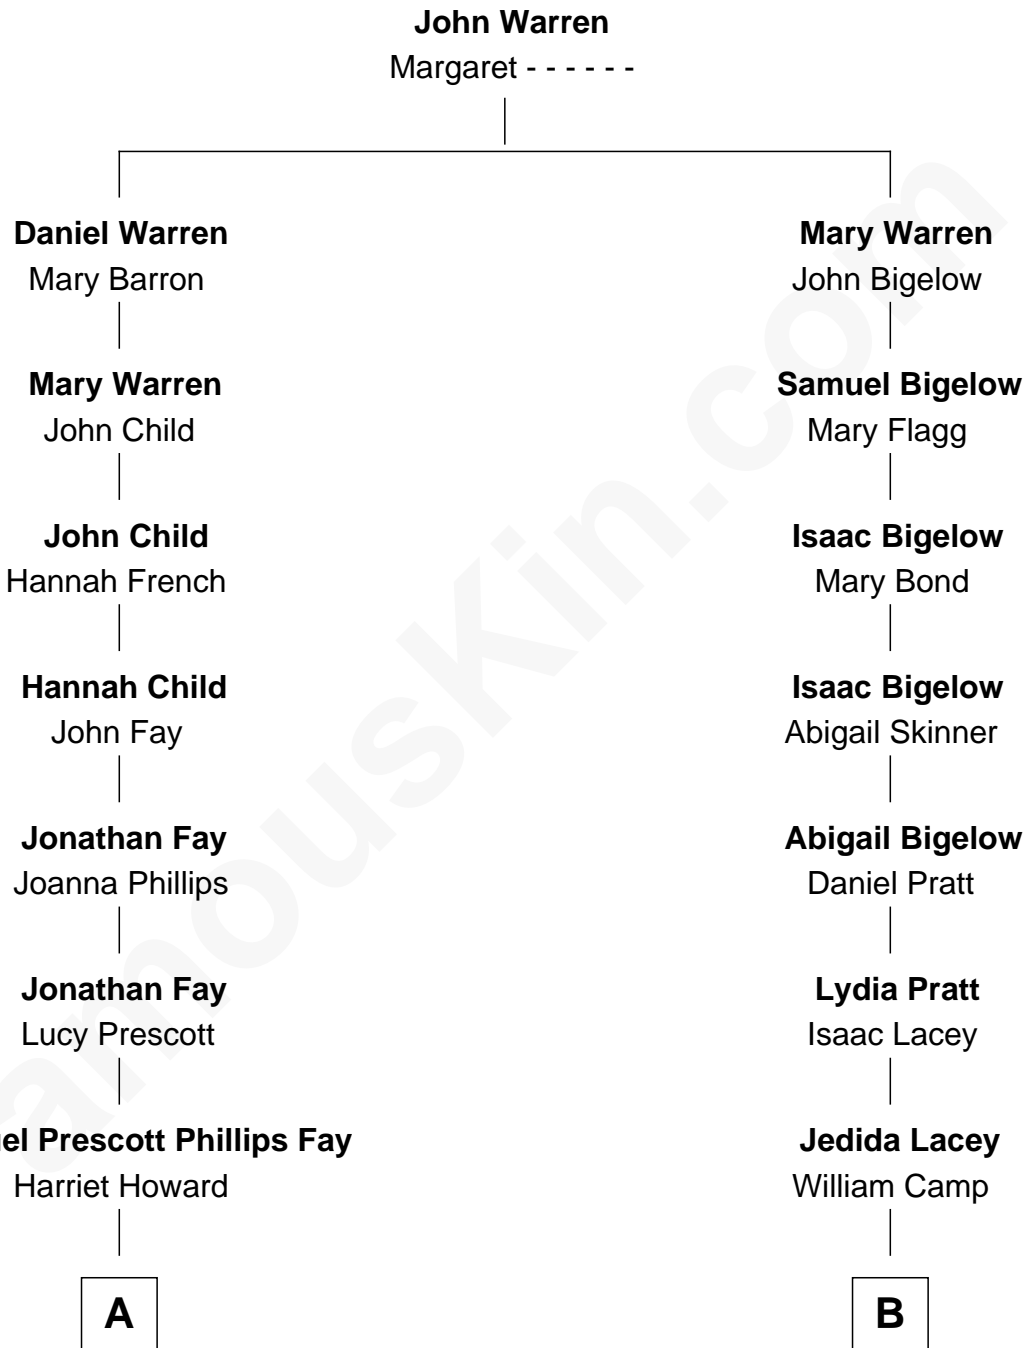 John Warren
Margaret - - - - - -
Daniel Warren
Mary Barron
Mary Warren
John Bigelow
Mary Warren
John Child
Samuel Bigelow
Mary Flagg
John Child
Hannah French
Isaac Bigelow
Mary Bond
Hannah Child
John Fay
Isaac Bigelow
Abigail Skinner
Jonathan Fay
Joanna Phillips
Abigail Bigelow
Daniel Pratt
Jonathan Fay
Lucy Prescott
Lydia Pratt
Isaac Lacey
Prescott Phillips Fay
Harriet Howard
Jedida Lacey
William Camp
A
B
amouskin.com